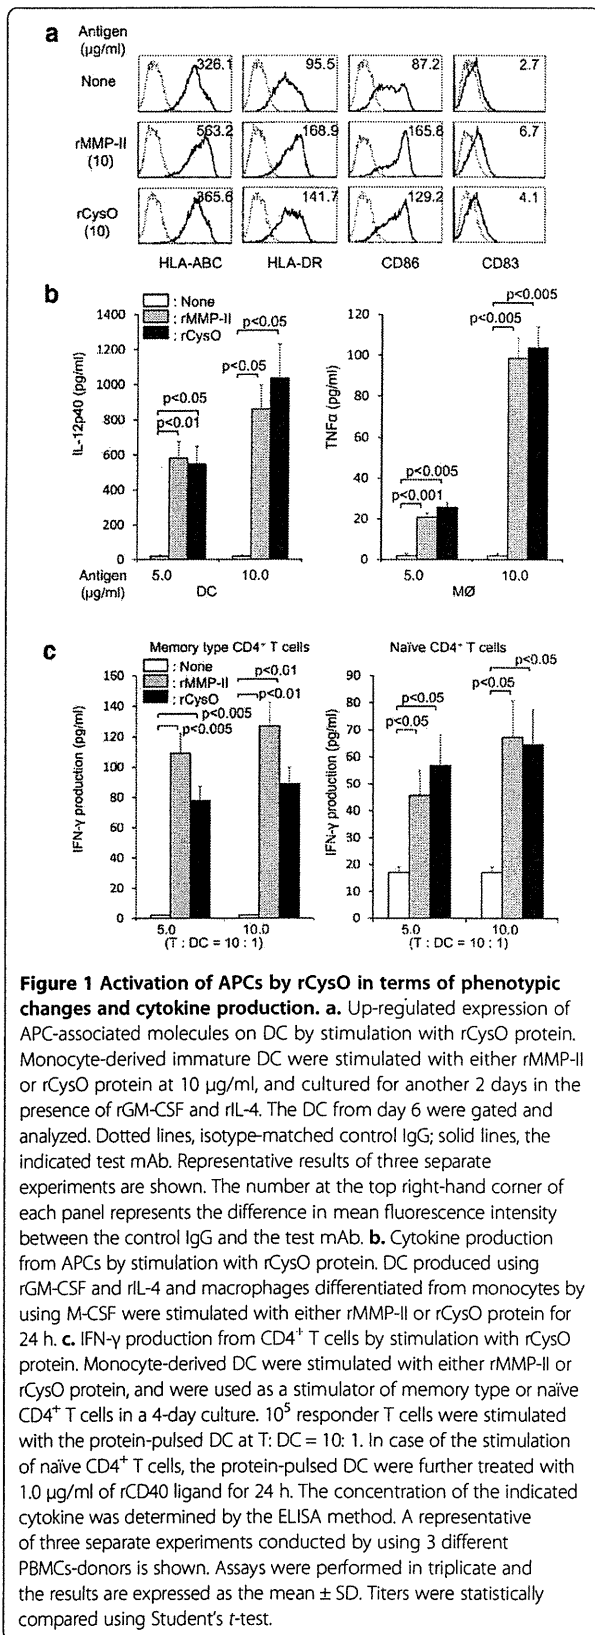 a
Antigen
(µg/ml)
None
326.1
95.5
87.2
2.7
rMMP-II
(10)
563.2
168.9
165.8
6.7
rCysO
(10)
365.6
141.7
129.2
4.1
HLA-ABC
HLA-DR
CD86
CD83
b
: None
: rMMP-II
: rCysO
IL-12p40 (pg/ml)
1400
1200
1000
800
600
400
200
0
p<0.05
p<0.01
p<0.05
p<0.05
Antigen
(µg/ml)
5.0
10.0
DC
TNFα (pg/ml)
120
100
80
60
40
20
0
p<0.005
p<0.001
p<0.005
p<0.005
5.0
10.0
MØ
c
Memory type CD4⁺ T cells
: None
: rMMP-II
: rCysO
IFN-γ production (pg/ml)
160
140
120
100
80
60
40
20
0
p<0.01
p<0.01
p<0.005
p<0.005
5.0
10.0
(T : DC = 10 : 1)
Naïve CD4⁺ T cells
IFN-γ production (pg/ml)
90
80
70
60
50
40
30
20
10
0
p<0.05
p<0.05
p<0.05
p<0.05
5.0
10.0
(T : DC = 10 : 1)
Figure 1 Activation of APCs by rCysO in terms of phenotypic
changes and cytokine production. a. Up-regulated expression of
APC-associated molecules on DC by stimulation with rCysO protein.
Monocyte-derived immature DC were stimulated with either rMMP-II
or rCysO protein at 10 µg/ml, and cultured for another 2 days in the
presence of rGM-CSF and rIL-4. The DC from day 6 were gated and
analyzed. Dotted lines, isotype-matched control IgG; solid lines, the
indicated test mAb. Representative results of three separate
experiments are shown. The number at the top right-hand corner of
each panel represents the difference in mean fluorescence intensity
between the control IgG and the test mAb. b. Cytokine production
from APCs by stimulation with rCysO protein. DC produced using
rGM-CSF and rIL-4 and macrophages differentiated from monocytes by
using M-CSF were stimulated with either rMMP-II or rCysO protein for
24 h. c. IFN-γ production from CD4⁺ T cells by stimulation with rCysO
protein. Monocyte-derived DC were stimulated with either rMMP-II or
rCysO protein, and were used as a stimulator of memory type or naïve
CD4⁺ T cells in a 4-day culture. 10⁵ responder T cells were stimulated
with the protein-pulsed DC at T: DC = 10: 1. In case of the stimulation
of naïve CD4⁺ T cells, the protein-pulsed DC were further treated with
1.0 µg/ml of rCD40 ligand for 24 h. The concentration of the indicated
cytokine was determined by the ELISA method. A representative
of three separate experiments conducted by using 3 different
PBMCs-donors is shown. Assays were performed in triplicate and
the results are expressed as the mean ± SD. Titers were statistically
compared using Student's t-test.